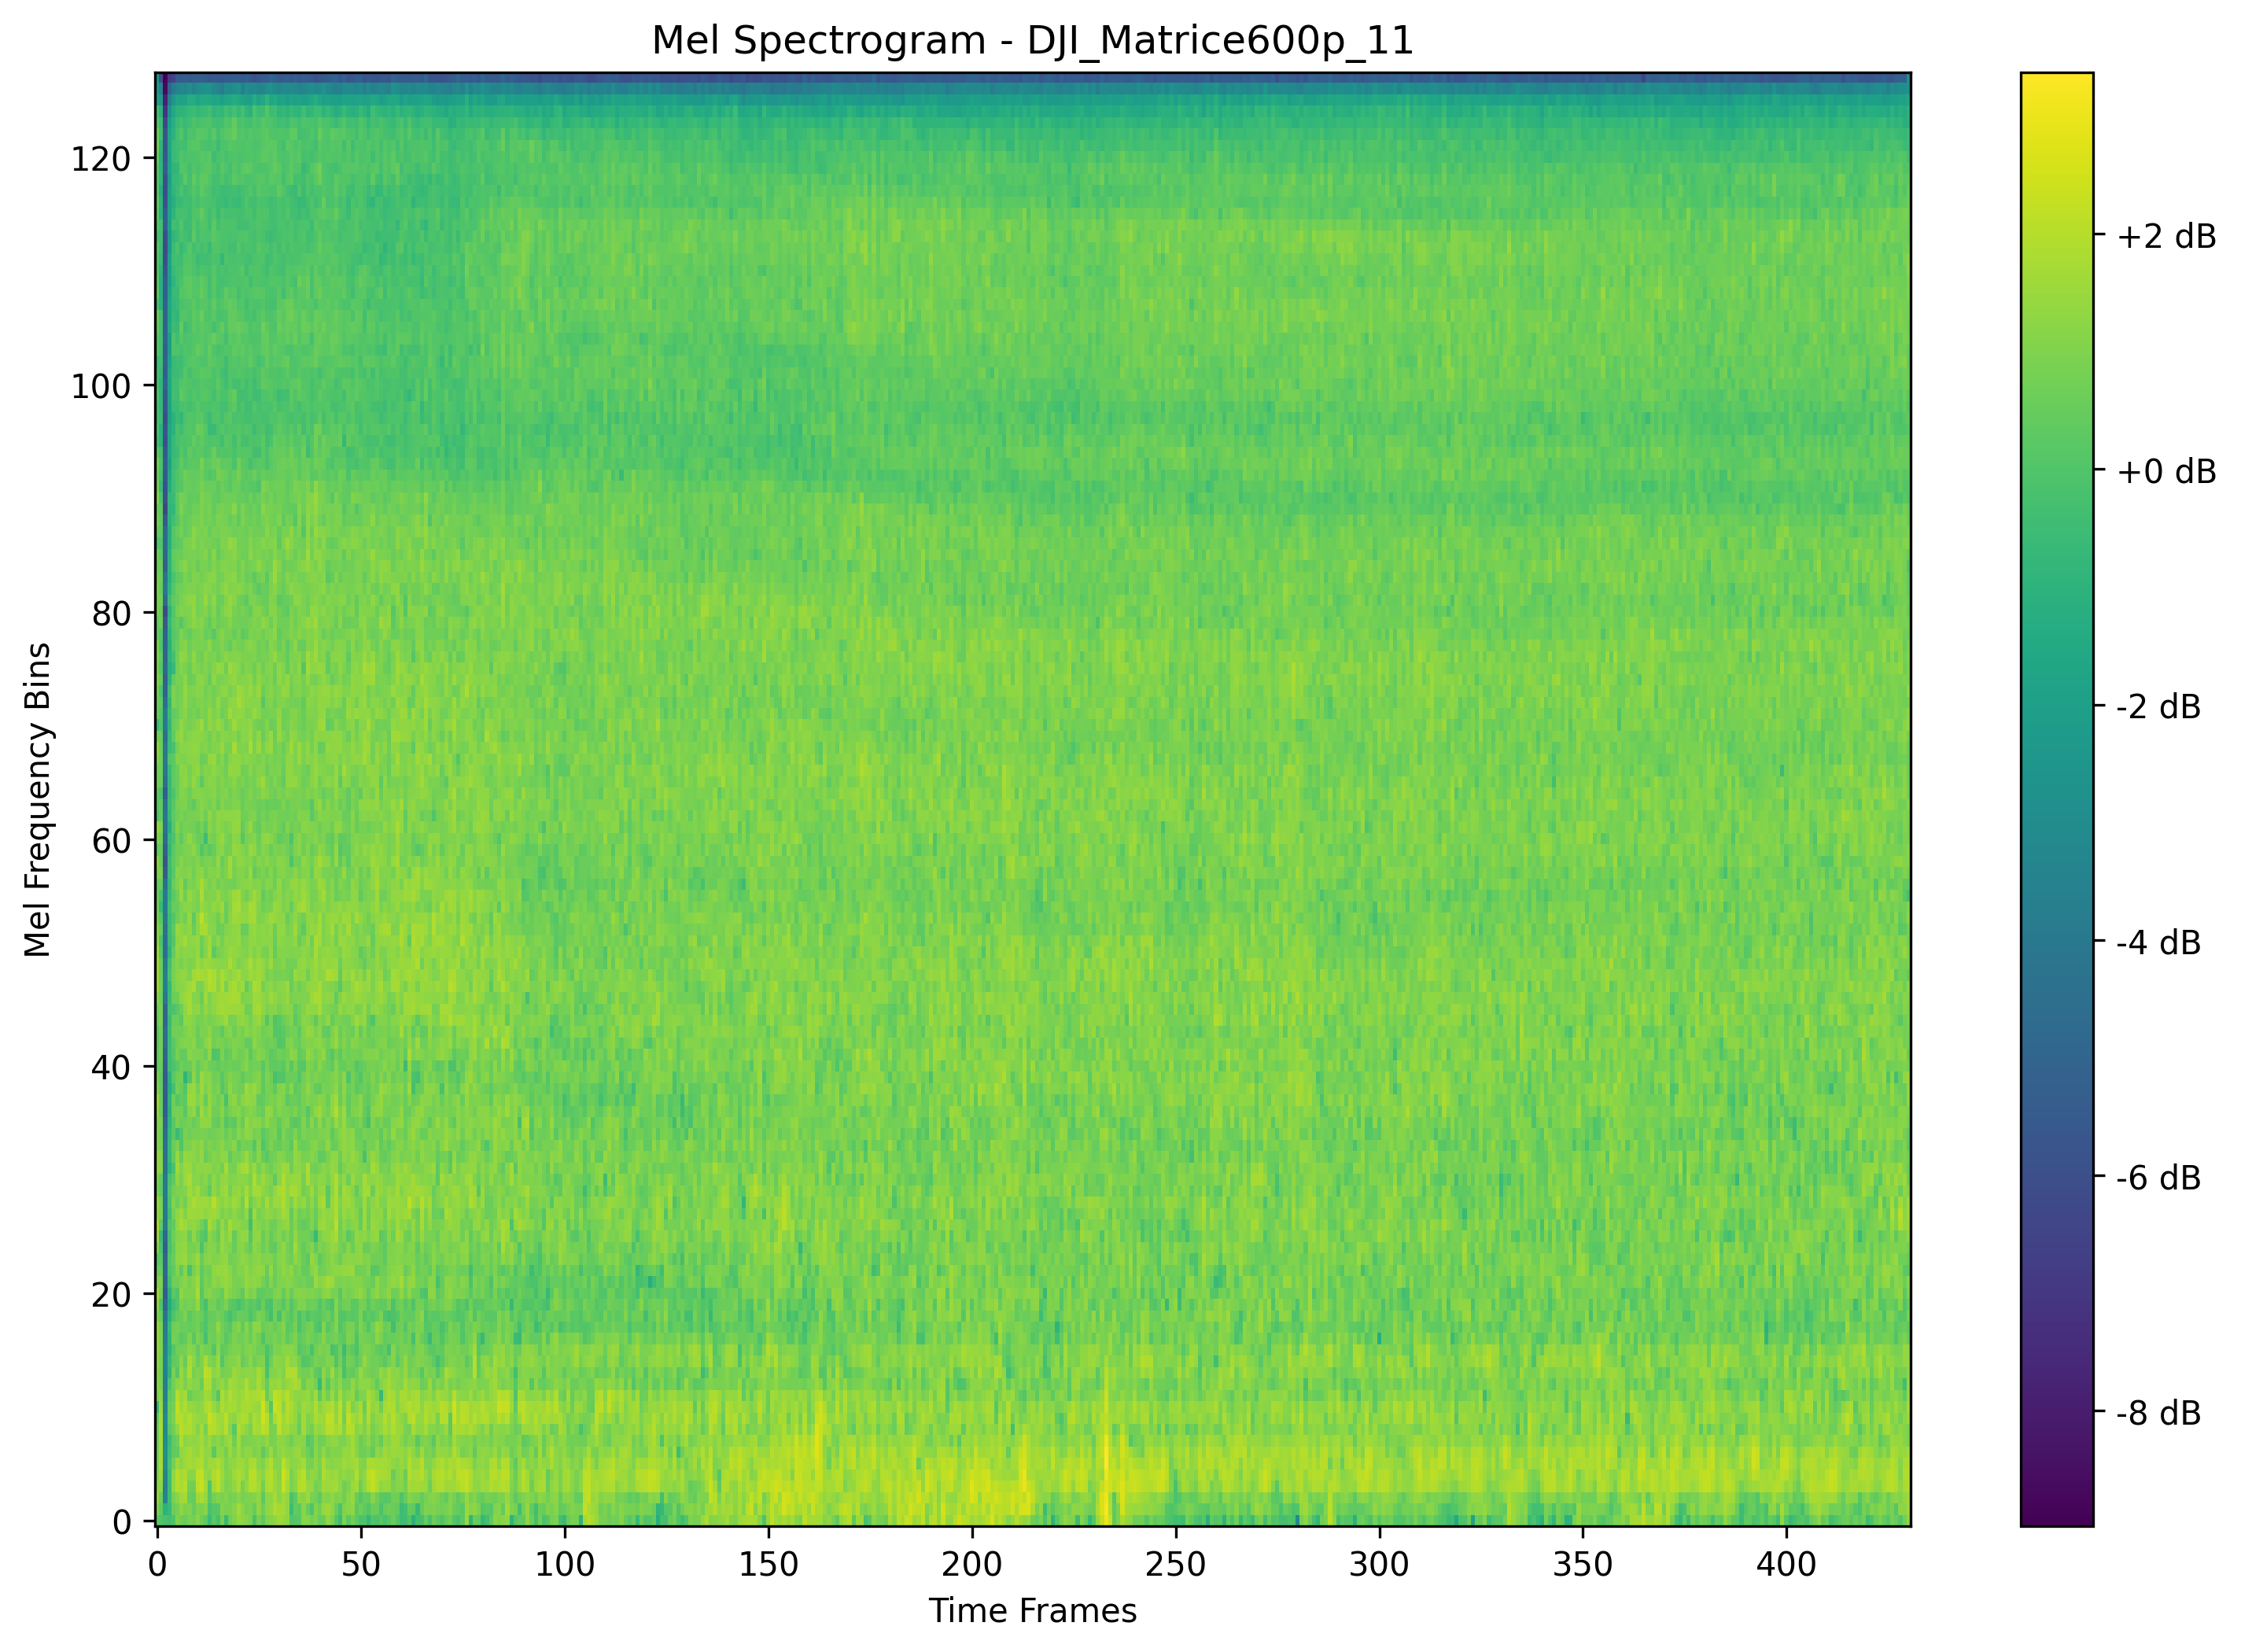 Mel Spectrogram - DJI_Matrice600p_11
Mel Frequency Bins
120
100
80
60
40
20
0
0 50 100 150 200 250 300 350 400
Time Frames
+2 dB
+0 dB
-2 dB
-4 dB
-6 dB
-8 dB